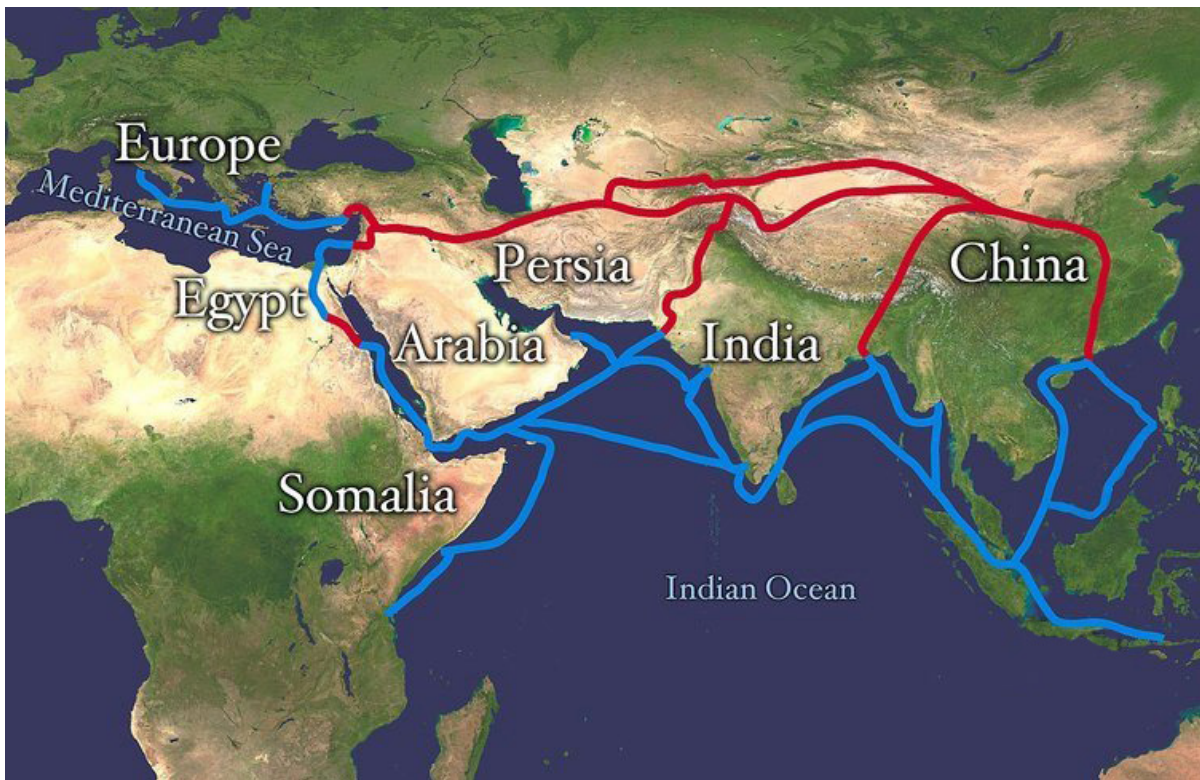 Europe
Mediterranean Sea
Egypt
Arabia
Persia
India
China
Somalia
Indian Ocean